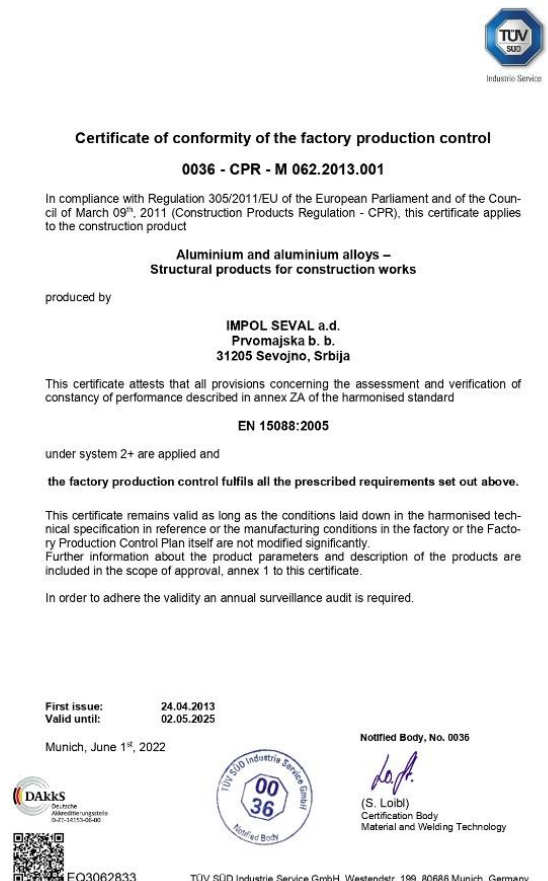 TÜV
SÜD
Industrie Service
Certificate of conformity of the factory production control
0036 - CPR - M 062.2013.001
In compliance with Regulation 305/2011/EU of the European Parliament and of the Coun-
cil of March 09th, 2011 (Construction Products Regulation - CPR), this certificate applies
to the construction product
Aluminium and aluminium alloys –
Structural products for construction works
produced by
IMPOL SEVAL a.d.
Prvomajska b. b.
31205 Sevojno, Srbija
This certificate attests that all provisions concerning the assessment and verification of
constancy of performance described in annex ZA of the harmonised standard
EN 15088:2005
under system 2+ are applied and
the factory production control fulfils all the prescribed requirements set out above.
This certificate remains valid as long as the conditions laid down in the harmonised tech-
nical specification in reference or the manufacturing conditions in the factory or the Facto-
ry Production Control Plan itself are not modified significantly.
Further information about the product parameters and description of the products are
included in the scope of approval, annex 1 to this certificate.
In order to adhere the validity an annual surveillance audit is required.
First issue: 24.04.2013
Valid until: 02.05.2025
Munich, June 1st, 2022
Notified Body, No. 0036
TÜV SÜD Industrie Service GmbH
00
36
Notified Body
(S. Loibl)
Certification Body
Material and Welding Technology
DAkkS
Deutsche
Akkreditierungsstelle
D-ZE-14153-06-00
EQ3062833
TÜV SÜD Industrie Service GmbH, Westendstr. 199, 80686 Munich, Germany